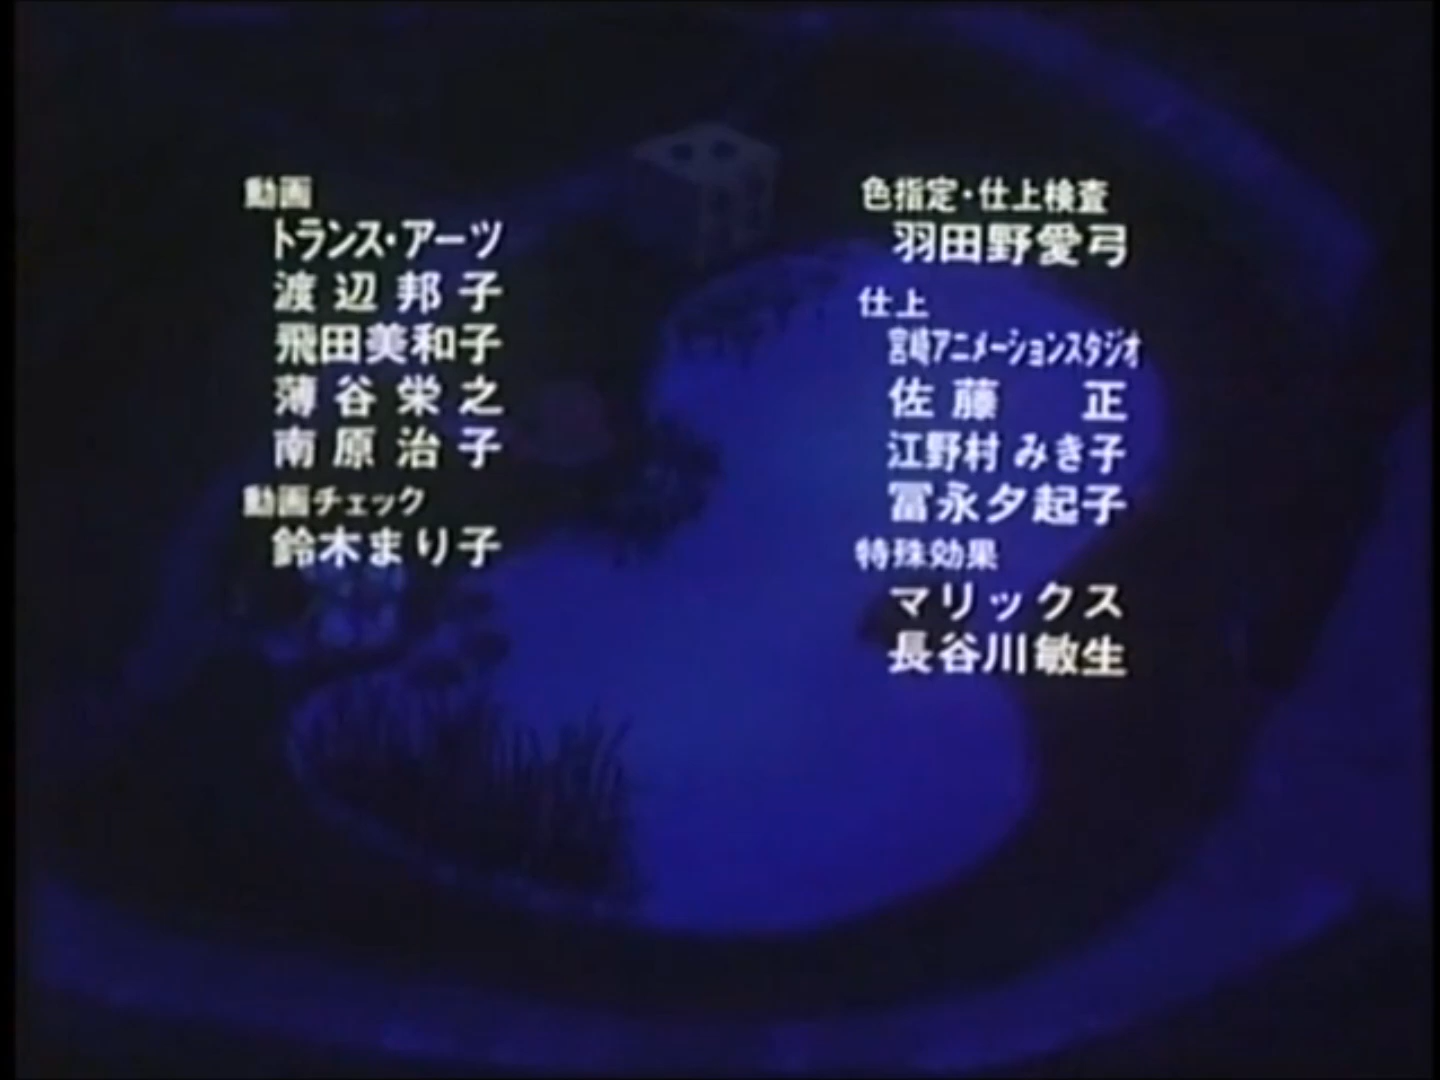 動画
トランス・アーツ
渡辺邦子
飛田美和子
薄谷栄之
南原治子
動画チェック
鈴木まり子
色指定・仕上検査
羽田野愛弓
仕上
宮崎アニメーションスタジオ
佐藤 正
江野村みき子
冨永夕起子
特殊効果
マリックス
長谷川敏生